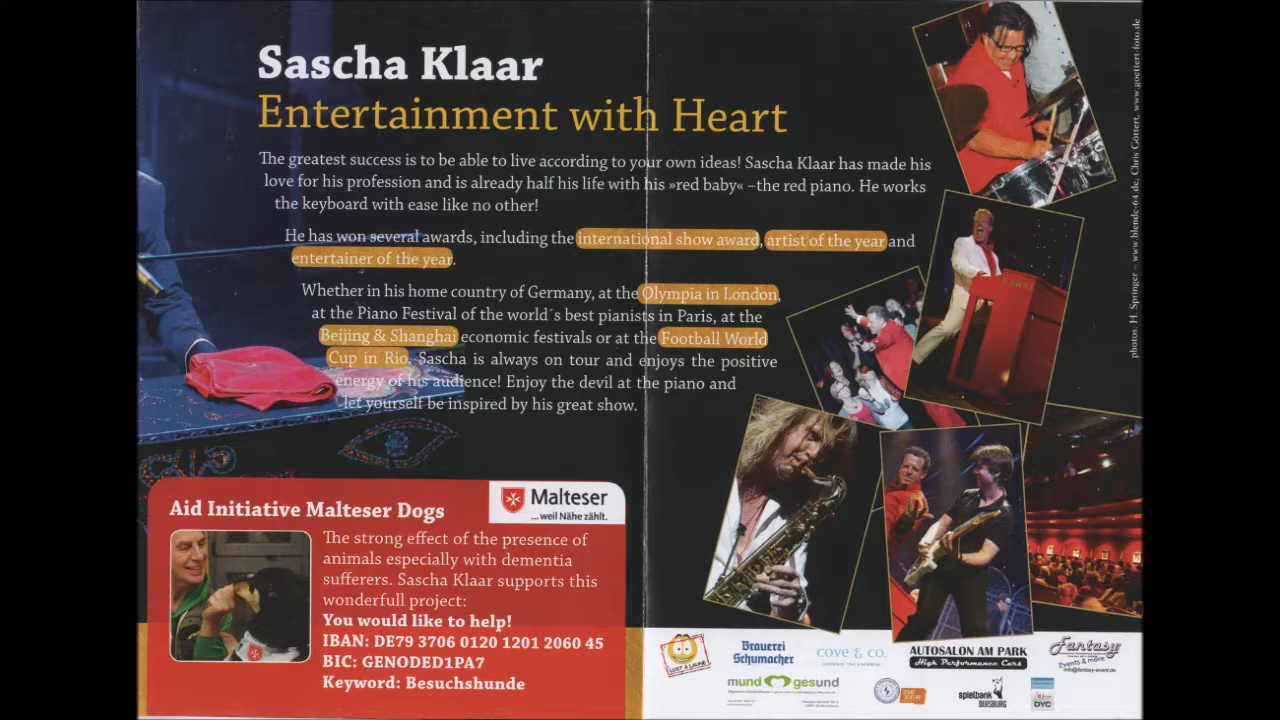 Sascha Klaar
Entertainment with Heart
The greatest success is to be able to live according to your own ideas! Sascha Klaar has made his
love for his profession and is already half his life with his »red baby« –the red piano. He works
the keyboard with ease like no other!
He has won several awards, including the international show award, artist of the year and
entertainer of the year.
Whether in his home country of Germany, at the Olympia in London,
at the Piano Festival of the world´s best pianists in Paris, at the
Beijing & Shanghai economic festivals or at the Football World
Cup in Rio. Sascha is always on tour and enjoys the positive
energy of his audience! Enjoy the devil at the piano and
let yourself be inspired by his great show.
photos: H. Springer – www.blende-64.de, Chris Göttert, www.goettert-foto.de
Aid Initiative Malteser Dogs
Malteser
...weil Nähe zählt.
The strong effect of the presence of
animals especially with dementia
sufferers. Sascha Klaar supports this
wonderfull project:
You would like to help!
IBAN: DE79 3706 0120 1201 2060 45
BIC: GENODED1PA7
Keyword: Besuchshunde
LUST & LAUNE
Brauerei
Schumacher
cove & co.
AUTOSALON AM PARK
High Performance Cars
Fantasy
Events & more
info@fantasy-event.de
mund gesund
spielbank
DUISBURG
DYC